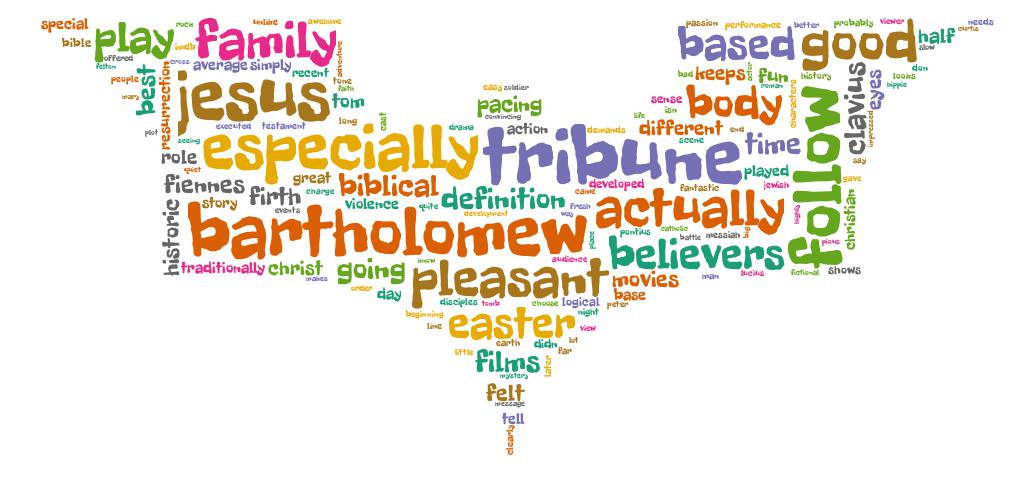 special
unlike
awesome
passion
performance
better
probably
viewer
needs
bible
play
rock
family
based
good
half
curtis
offered
imdb
slow
felton
cross
average
simply
adventure
people
best
recent
bad
keeps
actor
fun
history
don
looks
resurrection
jesus
tone
faith
tom
easy
soldier
roman
characters
clavius
eyes
hippie
mary
pacing
convincing
sense
isn
body
follow
long
cast
life
impressed
plot
executed
testament
drama
action
demands
different
end
seeing
especially
tribune
scene
time
say
role
quiet
great
played
fiennes
firth
charge
biblical
developed
fantastic
jewish
gave
historic
story
events
violence
quite
definition
came
fresh
actually
highly
christian
development
way
bartholomew
place
pontius
catholic
battle
messiah
big
pious
believers
traditionally
christ
going
know
audience
makes
pleasant
movies
man
lucius
fictional
shows
order
day
disciples
tomb
choose
logical
base
peter
beginning
night
line
easter
view
earth
didn
lot
little
films
far
later
mystery
felt
message
tell
clearly